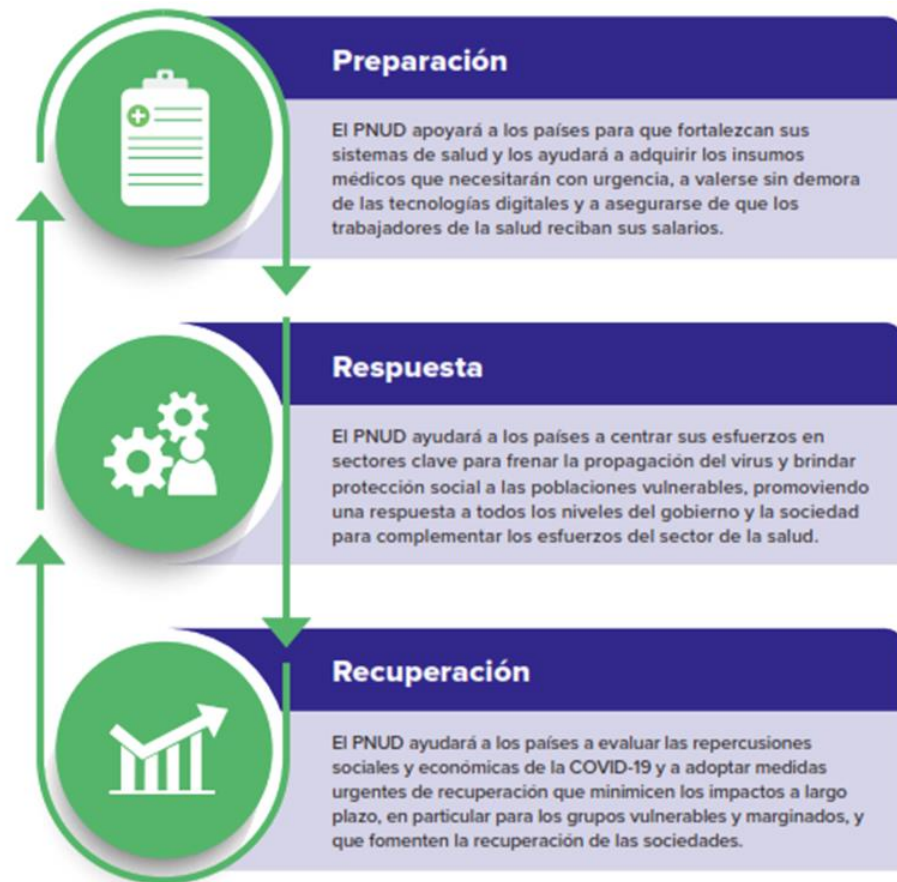 Preparación
El PNUD apoyará a los países para que fortalezcan sus
sistemas de salud y los ayudará a adquirir los insumos
médicos que necesitarán con urgencia, a valerse sin demora
de las tecnologías digitales y a asegurarse de que los
trabajadores de la salud reciban sus salarios.
Respuesta
El PNUD ayudará a los países a centrar sus esfuerzos en
sectores clave para frenar la propagación del virus y brindar
protección social a las poblaciones vulnerables, promoviendo
una respuesta a todos los niveles del gobierno y la sociedad
para complementar los esfuerzos del sector de la salud.
Recuperación
El PNUD ayudará a los países a evaluar las repercusiones
sociales y económicas de la COVID-19 y a adoptar medidas
urgentes de recuperación que minimicen los impactos a largo
plazo, en particular para los grupos vulnerables y marginados, y
que fomenten la recuperación de las sociedades.